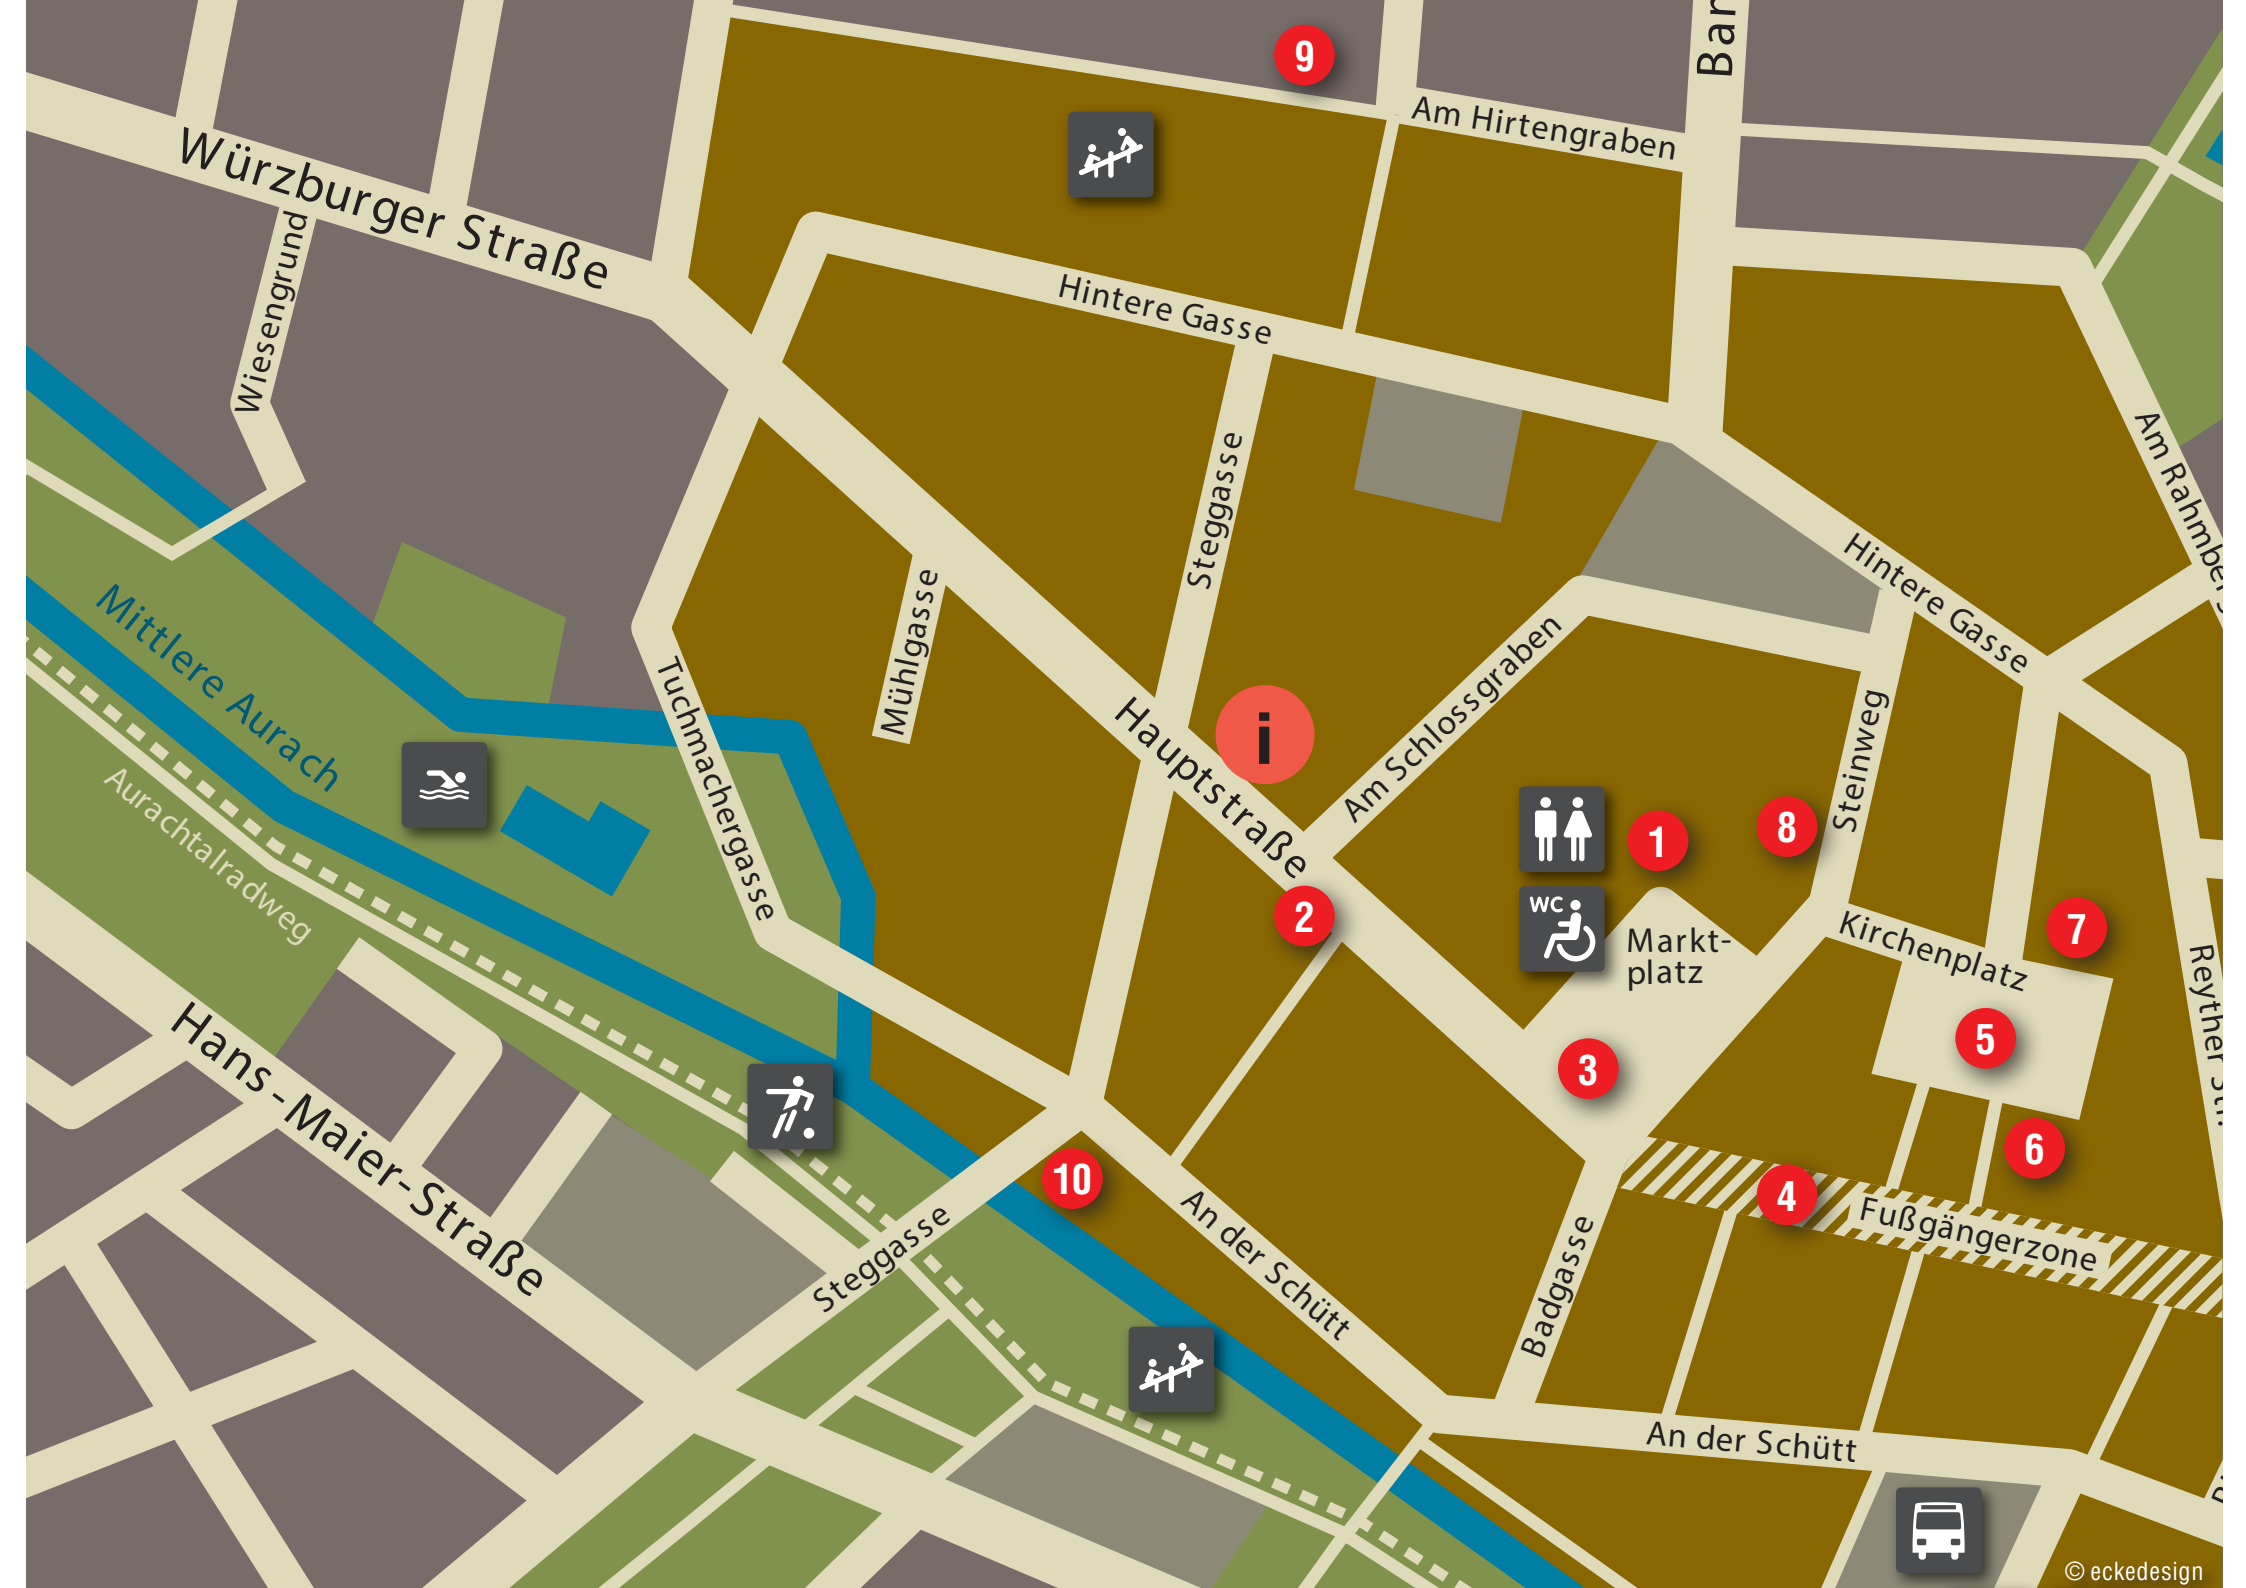 Bar
9
Am Hirtengraben
Würzburger Straße
Wiesengrund
Hintere Gasse
Steggasse
Am Rahmberg
Hintere Gasse
Mühlgasse
Mittlere Aurach
Aurachtalradweg
Tuchmachergasse
Hauptstraße
i
Am Schlossgraben
Steinweg
1
8
2
WC
Markt-
platz
Kirchenplatz
7
Reyther Str.
3
5
6
4
Fußgängerzone
Hans-Maier-Straße
10
Steggasse
An der Schütt
Badgasse
An der Schütt
© eckedesign